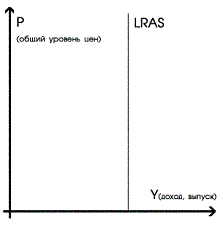 P
(общий уровень цен)
LRAS
Y(доход, выпуск)